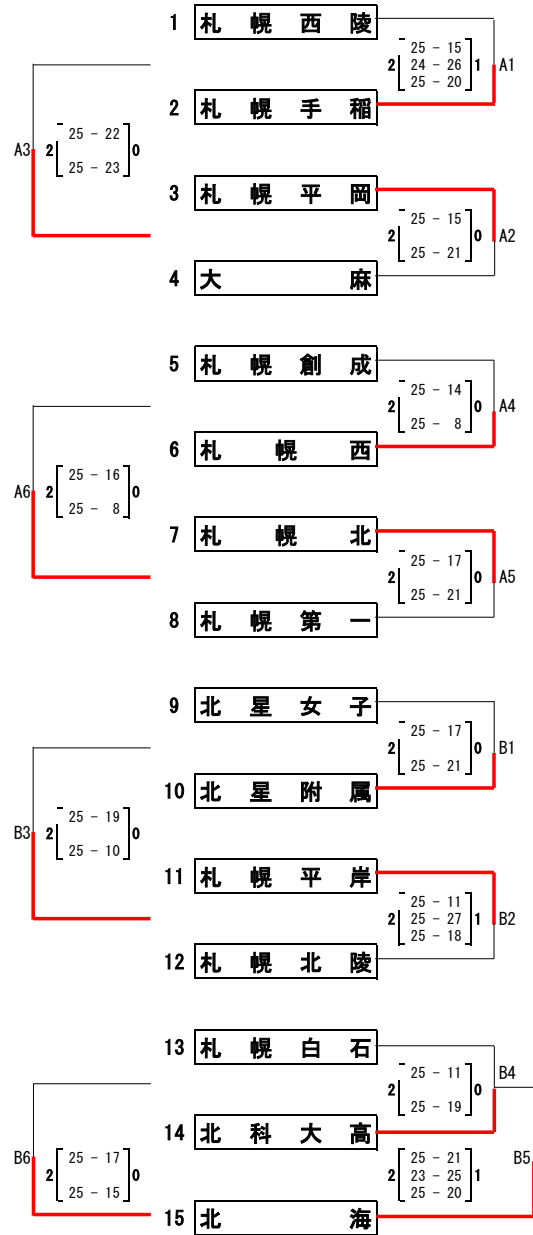 1 札幌西陵
2 25 - 15 1 A1
24 - 26
25 - 20
2 札幌手稲
A3 2 25 - 22 0
25 - 23
3 札幌平岡
2 25 - 15 0 A2
25 - 21
4 大麻
5 札幌創成
2 25 - 14 0 A4
25 - 8
6 札幌西
A6 2 25 - 16 0
25 - 8
7 札幌北
2 25 - 17 0 A5
25 - 21
8 札幌第一
9 北星女子
2 25 - 17 0 B1
25 - 21
10 北星附属
B3 2 25 - 19 0
25 - 10
11 札幌平岸
2 25 - 11 1 B2
25 - 27
25 - 18
12 札幌北陵
13 札幌白石
2 25 - 11 0 B4
25 - 19
14 北科大高
B6 2 25 - 17 0
25 - 15
2 25 - 21 1 B5
23 - 25
25 - 20
15 北海